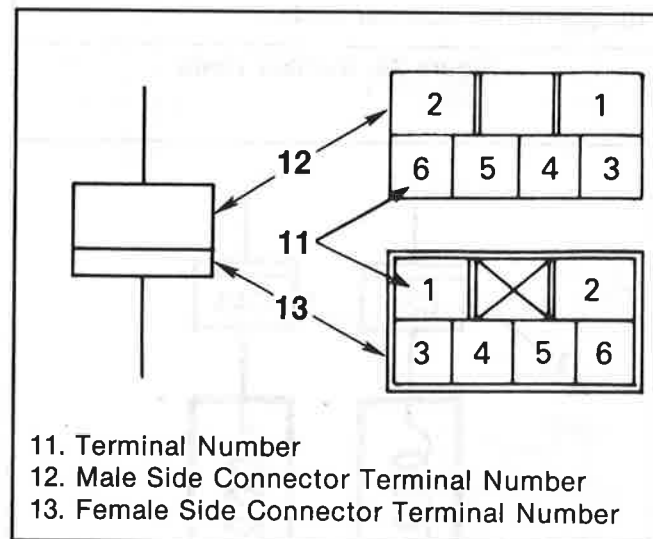 2 1
12
6 5 4 3
11
1 2
13
3 4 5 6
11. Terminal Number
12. Male Side Connector Terminal Number
13. Female Side Connector Terminal Number